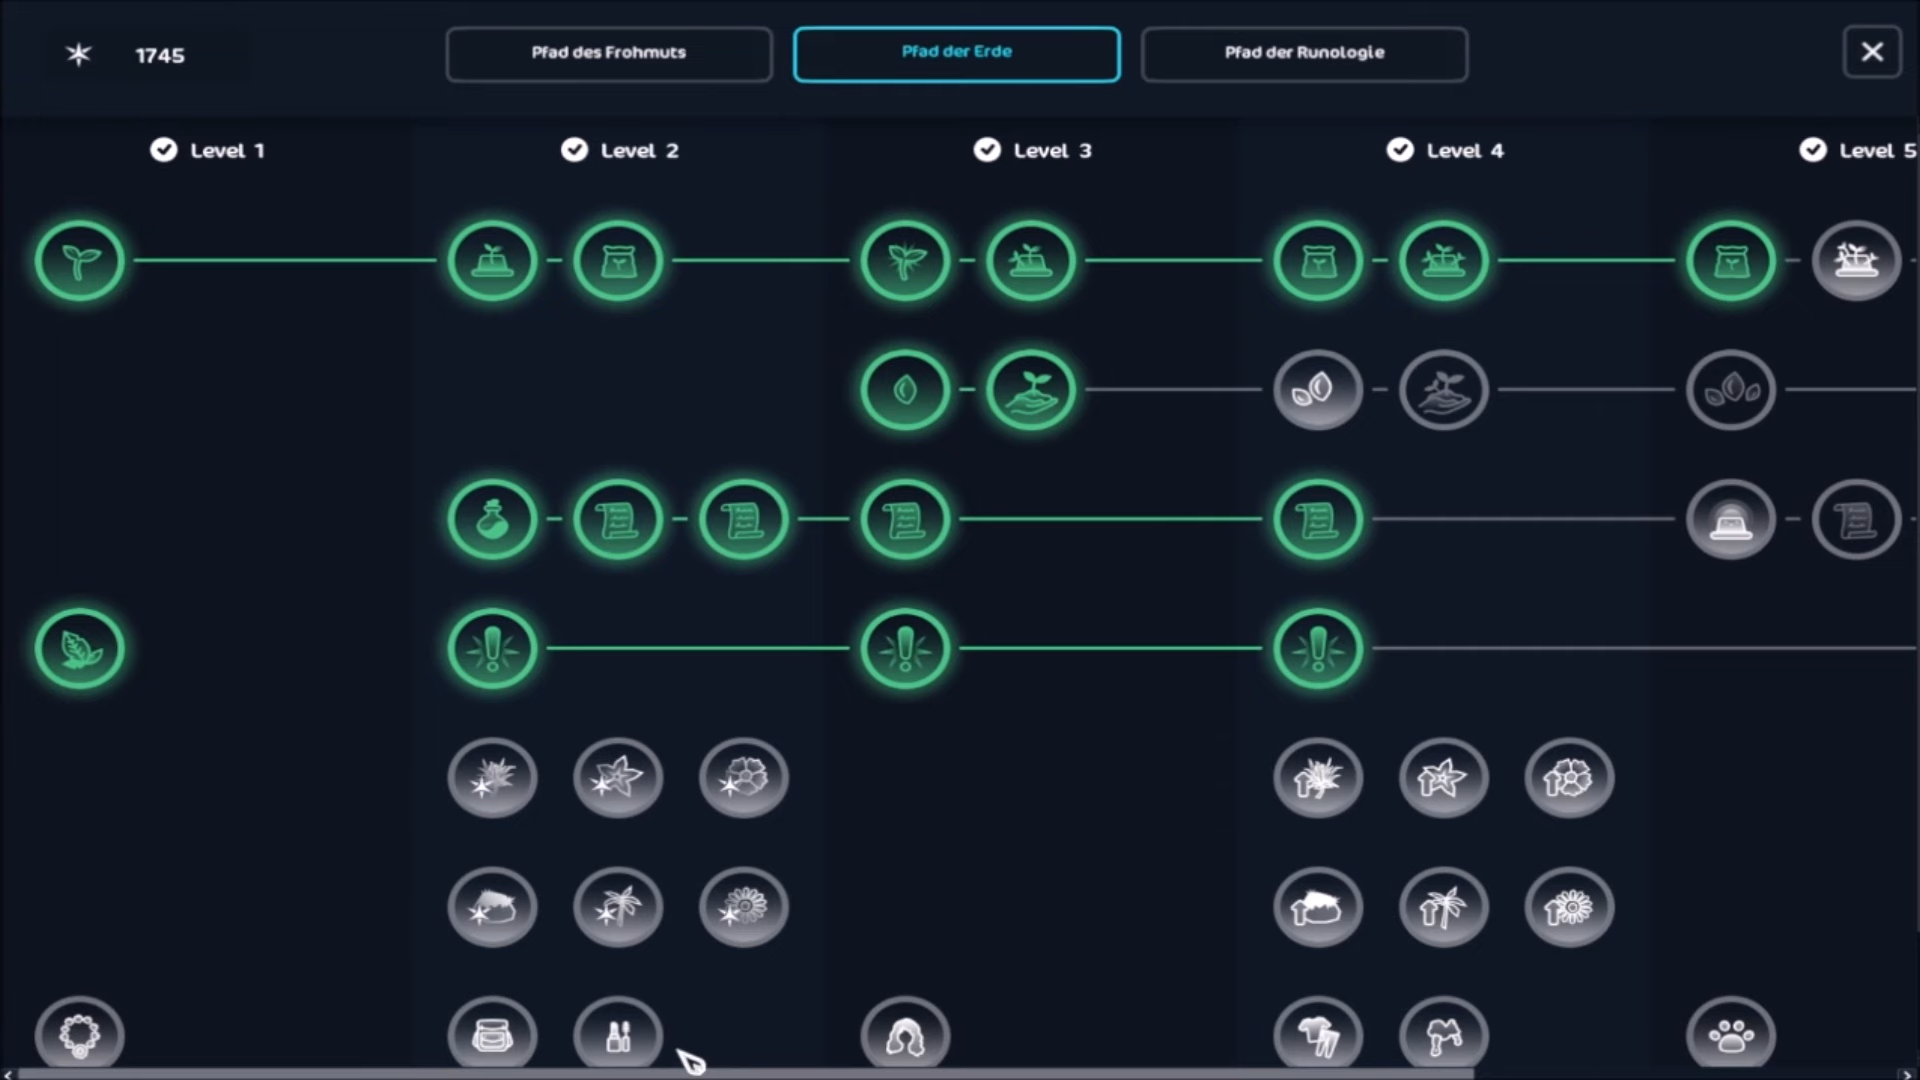 1745
Pfad des Frohmuts
Pfad der Erde
Pfad der Runologie
Level 1
Level 2
Level 3
Level 4
Level 5